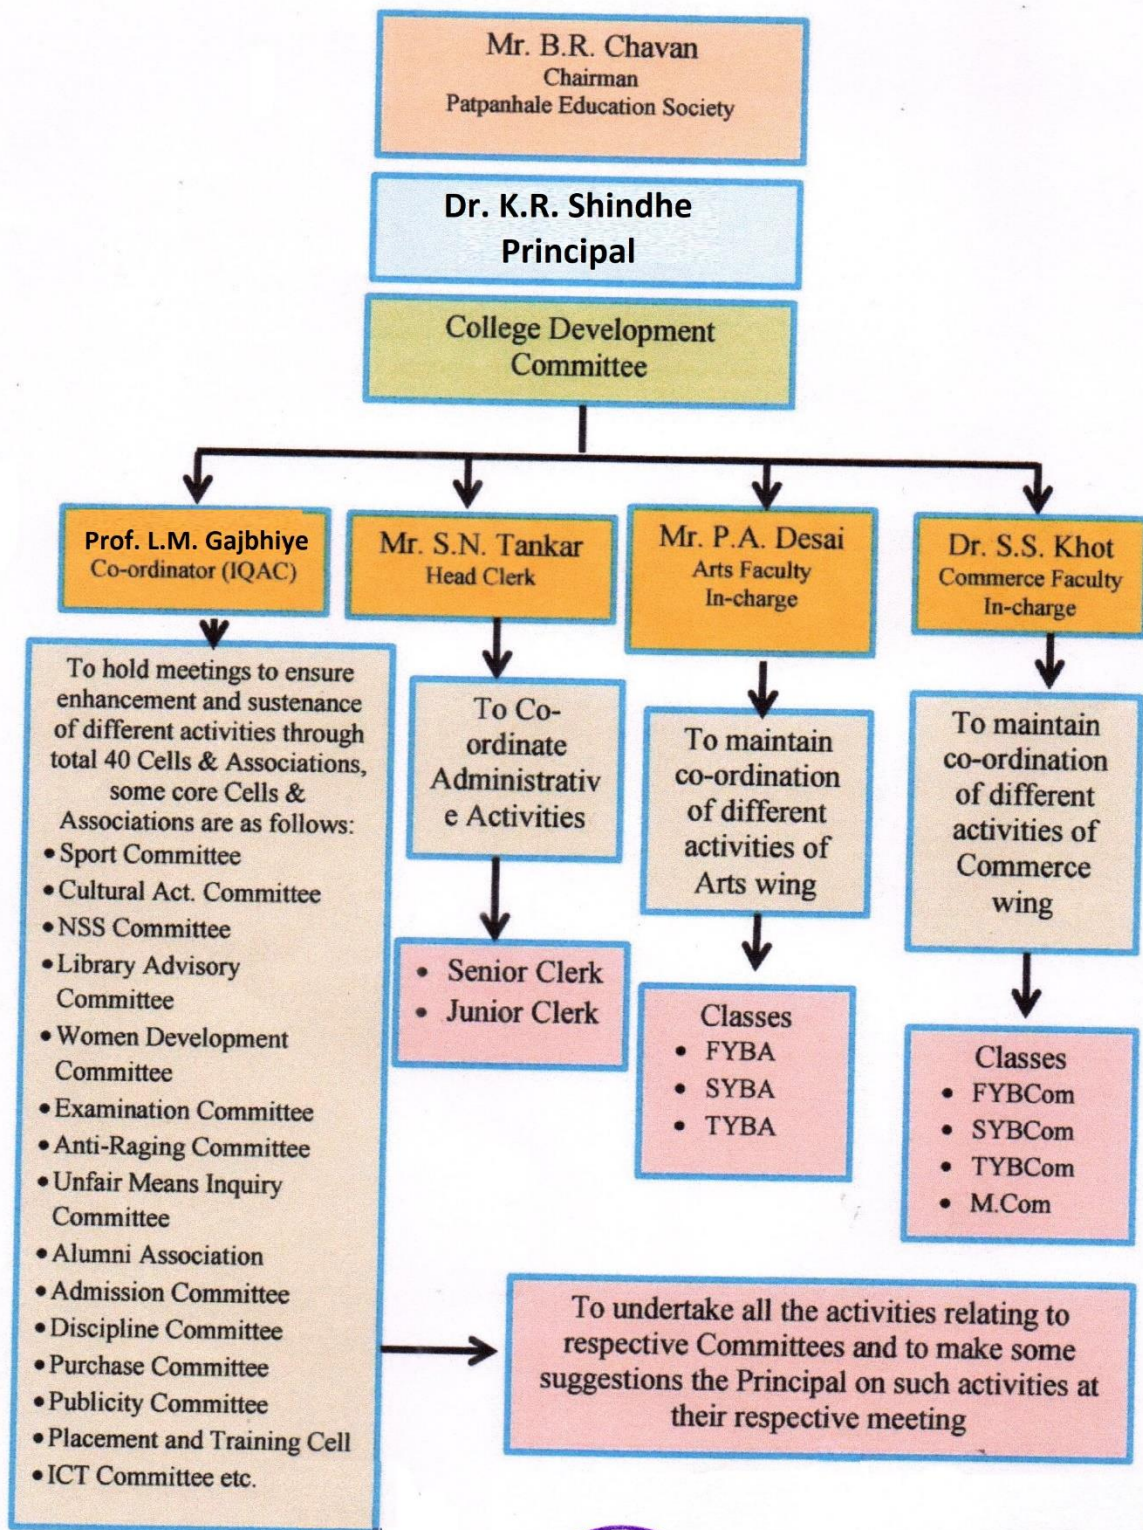 Mr. B.R. Chavan
Chairman
Patpanhale Education Society
Dr. K.R. Shindhe
Principal
College Development
Committee
Prof. L.M. Gajbhiye
Co-ordinator (IQAC)
Mr. S.N. Tankar
Head Clerk
Mr. P.A. Desai
Arts Faculty
In-charge
Dr. S.S. Khot
Commerce Faculty
In-charge
To hold meetings to ensure
enhancement and sustenance
of different activities through
total 40 Cells & Associations,
some core Cells &
Associations are as follows:
• Sport Committee
• Cultural Act. Committee
• NSS Committee
• Library Advisory
Committee
• Women Development
Committee
• Examination Committee
• Anti-Raging Committee
• Unfair Means Inquiry
Committee
• Alumni Association
• Admission Committee
• Discipline Committee
• Purchase Committee
• Publicity Committee
• Placement and Training Cell
• ICT Committee etc.
To Co-
ordinate
Administrativ
e Activities
• Senior Clerk
• Junior Clerk
To maintain
co-ordination
of different
activities of
Arts wing
Classes
• FYBA
• SYBA
• TYBA
To maintain
co-ordination
of different
activities of
Commerce
wing
Classes
• FYBCom
• SYBCom
• TYBCom
• M.Com
To undertake all the activities relating to
respective Committees and to make some
suggestions the Principal on such activities at
their respective meeting